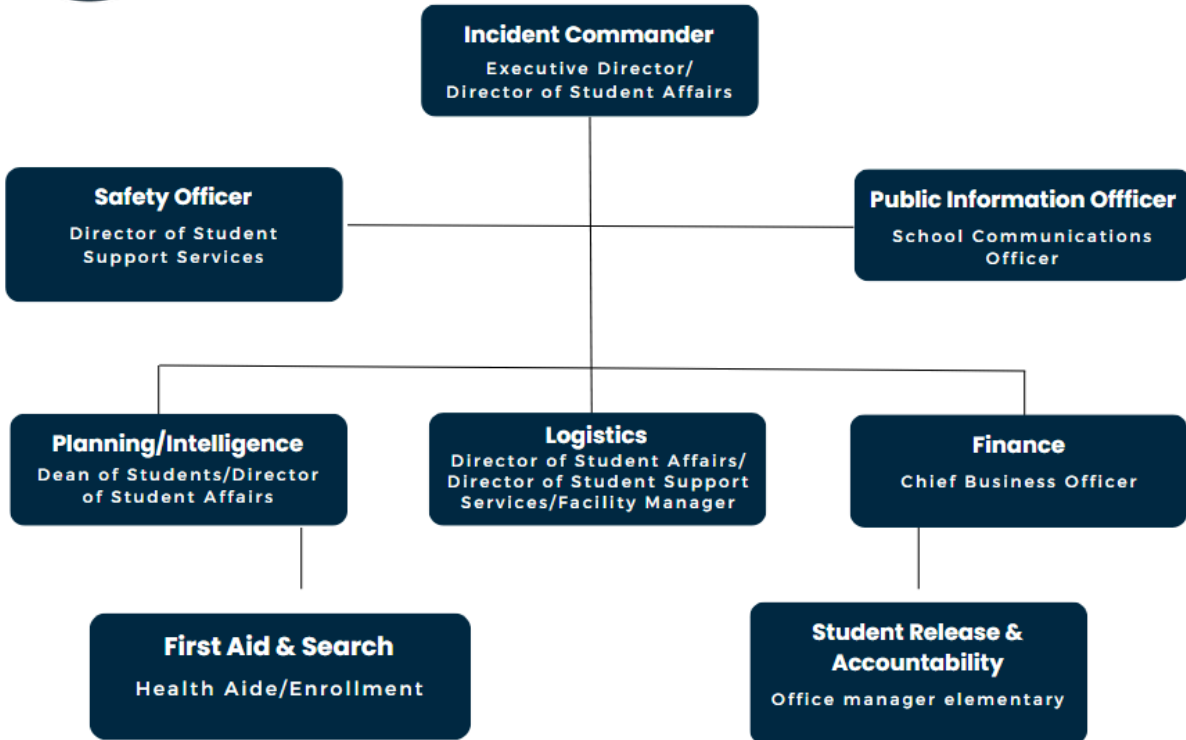 Incident Commander
Executive Director/
Director of Student Affairs
Safety Officer
Director of Student
Support Services
Public Information Offficer
School Communications
Officer
Planning/Intelligence
Dean of Students/Director
of Student Affairs
Logistics
Director of Student Affairs/
Director of Student Support
Services/Facility Manager
Finance
Chief Business Officer
First Aid & Search
Health Aide/Enrollment
Student Release &
Accountability
Office manager elementary